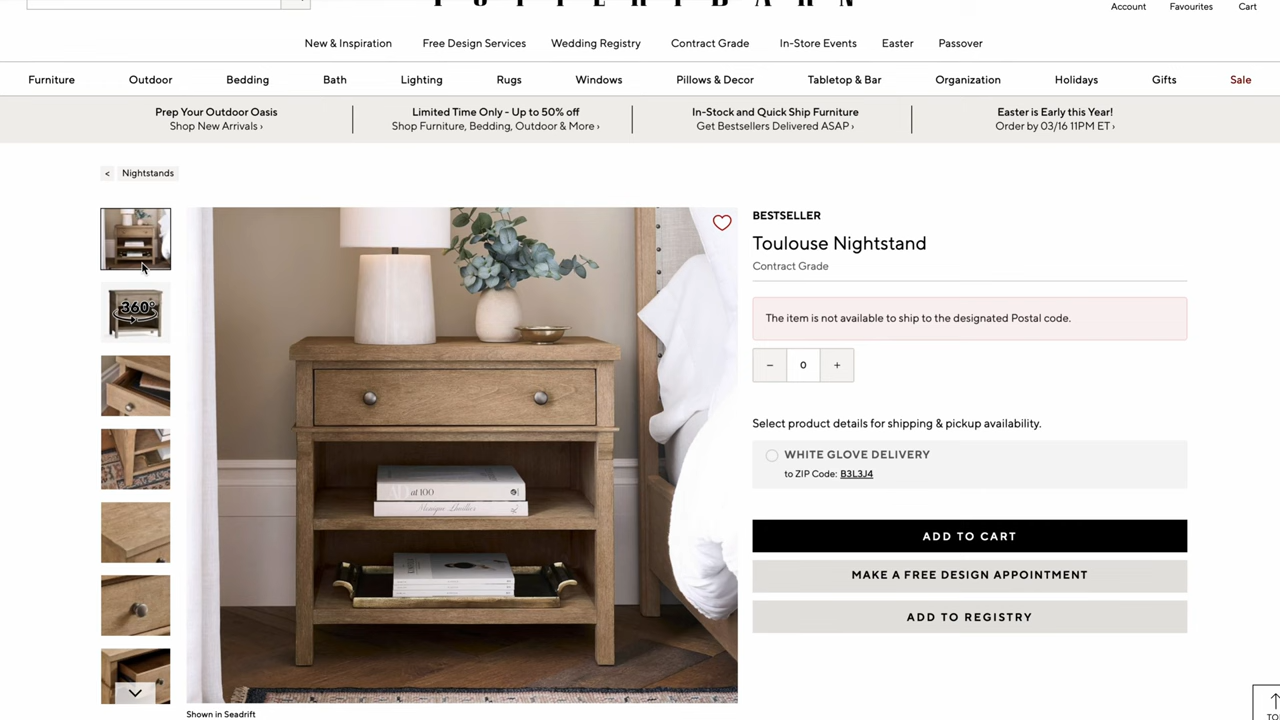 Account Favourites Cart
New & Inspiration Free Design Services Wedding Registry Contract Grade In-Store Events Easter Passover
Furniture Outdoor Bedding Bath Lighting Rugs Windows Pillows & Decor Tabletop & Bar Organization Holidays Gifts Sale
Prep Your Outdoor Oasis
Shop New Arrivals ›
Limited Time Only - Up to 50% off
Shop Furniture, Bedding, Outdoor & More ›
In-Stock and Quick Ship Furniture
Get Bestsellers Delivered ASAP ›
Easter is Early this Year!
Order by 03/16 11PM ET ›
< Nightstands
360°
at 100
BESTSELLER
Toulouse Nightstand
Contract Grade
The item is not available to ship to the designated Postal code.
− 0 +
Select product details for shipping & pickup availability.
WHITE GLOVE DELIVERY
to ZIP Code: B3L3J4
ADD TO CART
MAKE A FREE DESIGN APPOINTMENT
ADD TO REGISTRY
Shown in Seadrift